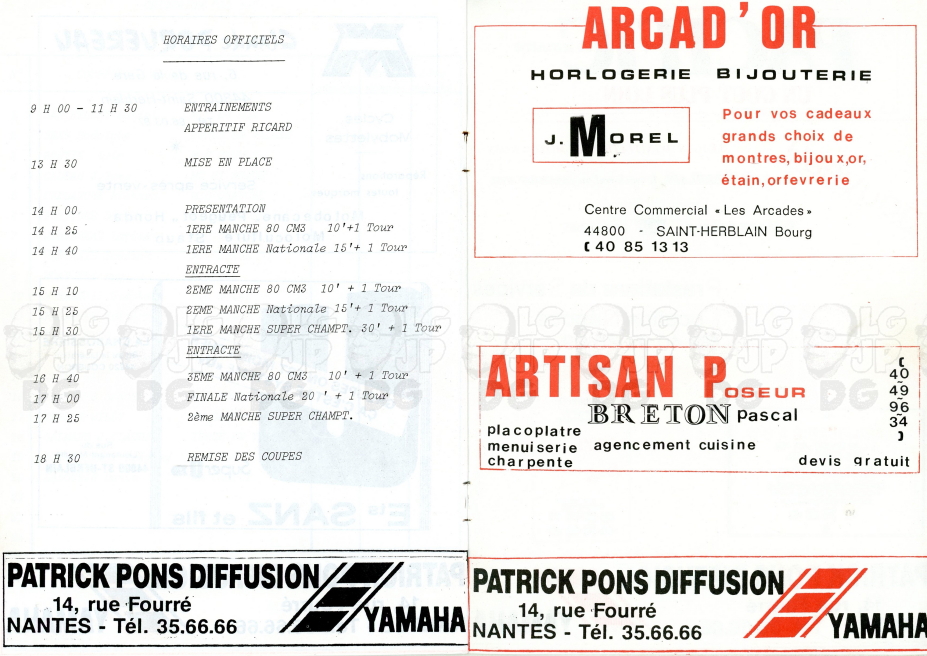 HORAIRES OFFICIELS
9 H 00 - 11 H 30 ENTRAINEMENTS
APPERITIF RICARD
13 H 30 MISE EN PLACE
14 H 00 PRESENTATION
14 H 25 1ERE MANCHE 80 CM3 10'+1 Tour
14 H 40 1ERE MANCHE Nationale 15'+ 1 Tour
ENTRACTE
15 H 10 2EME MANCHE 80 CM3 10' + 1 Tour
15 H 25 2EME MANCHE Nationale 15'+ 1 Tour
15 H 30 1ERE MANCHE SUPER CHAMPT. 30' + 1 Tour
ENTRACTE
16 H 40 3EME MANCHE 80 CM3 10' + 1 Tour
17 H 00 FINALE Nationale 20 ' + 1 Tour
17 H 25 2ème MANCHE SUPER CHAMPT.
18 H 30 REMISE DES COUPES
PATRICK PONS DIFFUSION
14, rue Fourré
NANTES - Tél. 35.66.66
YAMAHA
ARCAD'OR
HORLOGERIE BIJOUTERIE
J. MOREL
Pour vos cadeaux
grands choix de
montres, bijoux, or,
étain, orfevrerie
Centre Commercial « Les Arcades »
44800 - SAINT-HERBLAIN Bourg
( 40 85 13 13
ARTISAN POSEUR
BRETON Pascal
placoplatre
menuiserie agencement cuisine
charpente
devis gratuit
(
40
~
49
96
~
34
)
PATRICK PONS DIFFUSION
14, rue Fourré
NANTES - Tél. 35.66.66
YAMAHA
LG
JP
DG